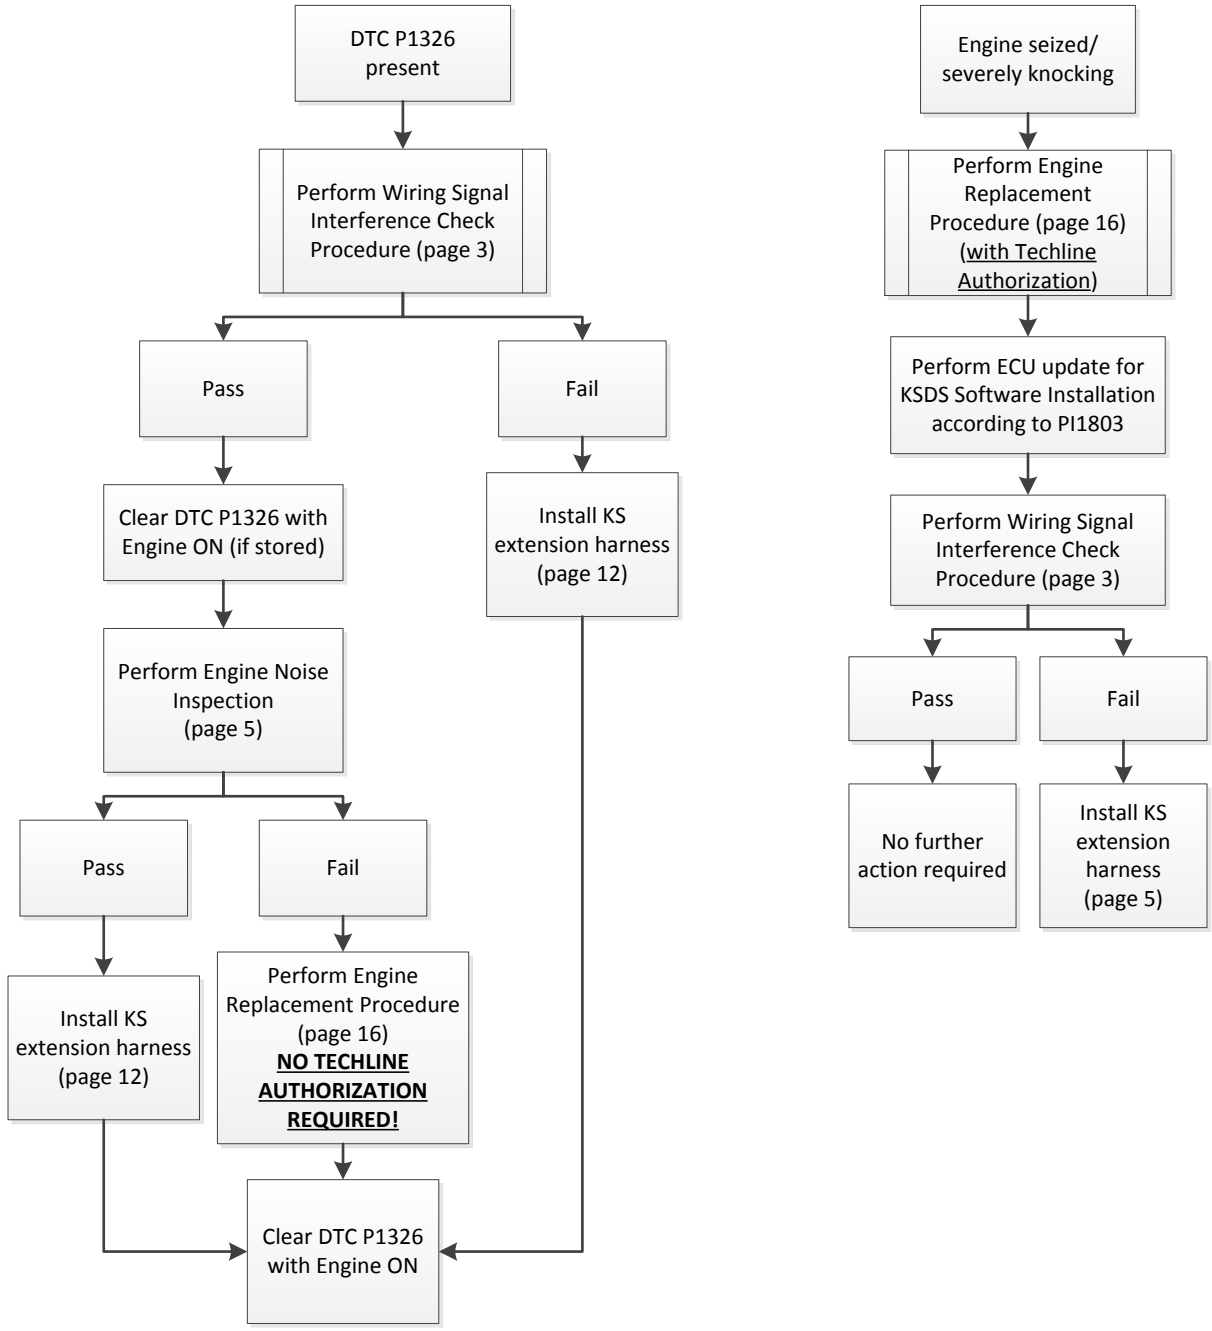 DTC P1326
present
Perform Wiring Signal
Interference Check
Procedure (page 3)
Pass
Fail
Clear DTC P1326 with
Engine ON (if stored)
Install KS
extension harness
(page 12)
Perform Engine Noise
Inspection
(page 5)
Pass
Fail
Install KS
extension harness
(page 12)
Perform Engine
Replacement Procedure
(page 16)
NO TECHLINE
AUTHORIZATION
REQUIRED!
Clear DTC P1326
with Engine ON
Engine seized/
severely knocking
Perform Engine
Replacement
Procedure (page 16)
(with Techline
Authorization)
Perform ECU update for
KSDS Software Installation
according to PI1803
Perform Wiring Signal
Interference Check
Procedure (page 3)
Pass
Fail
No further
action required
Install KS
extension
harness
(page 5)